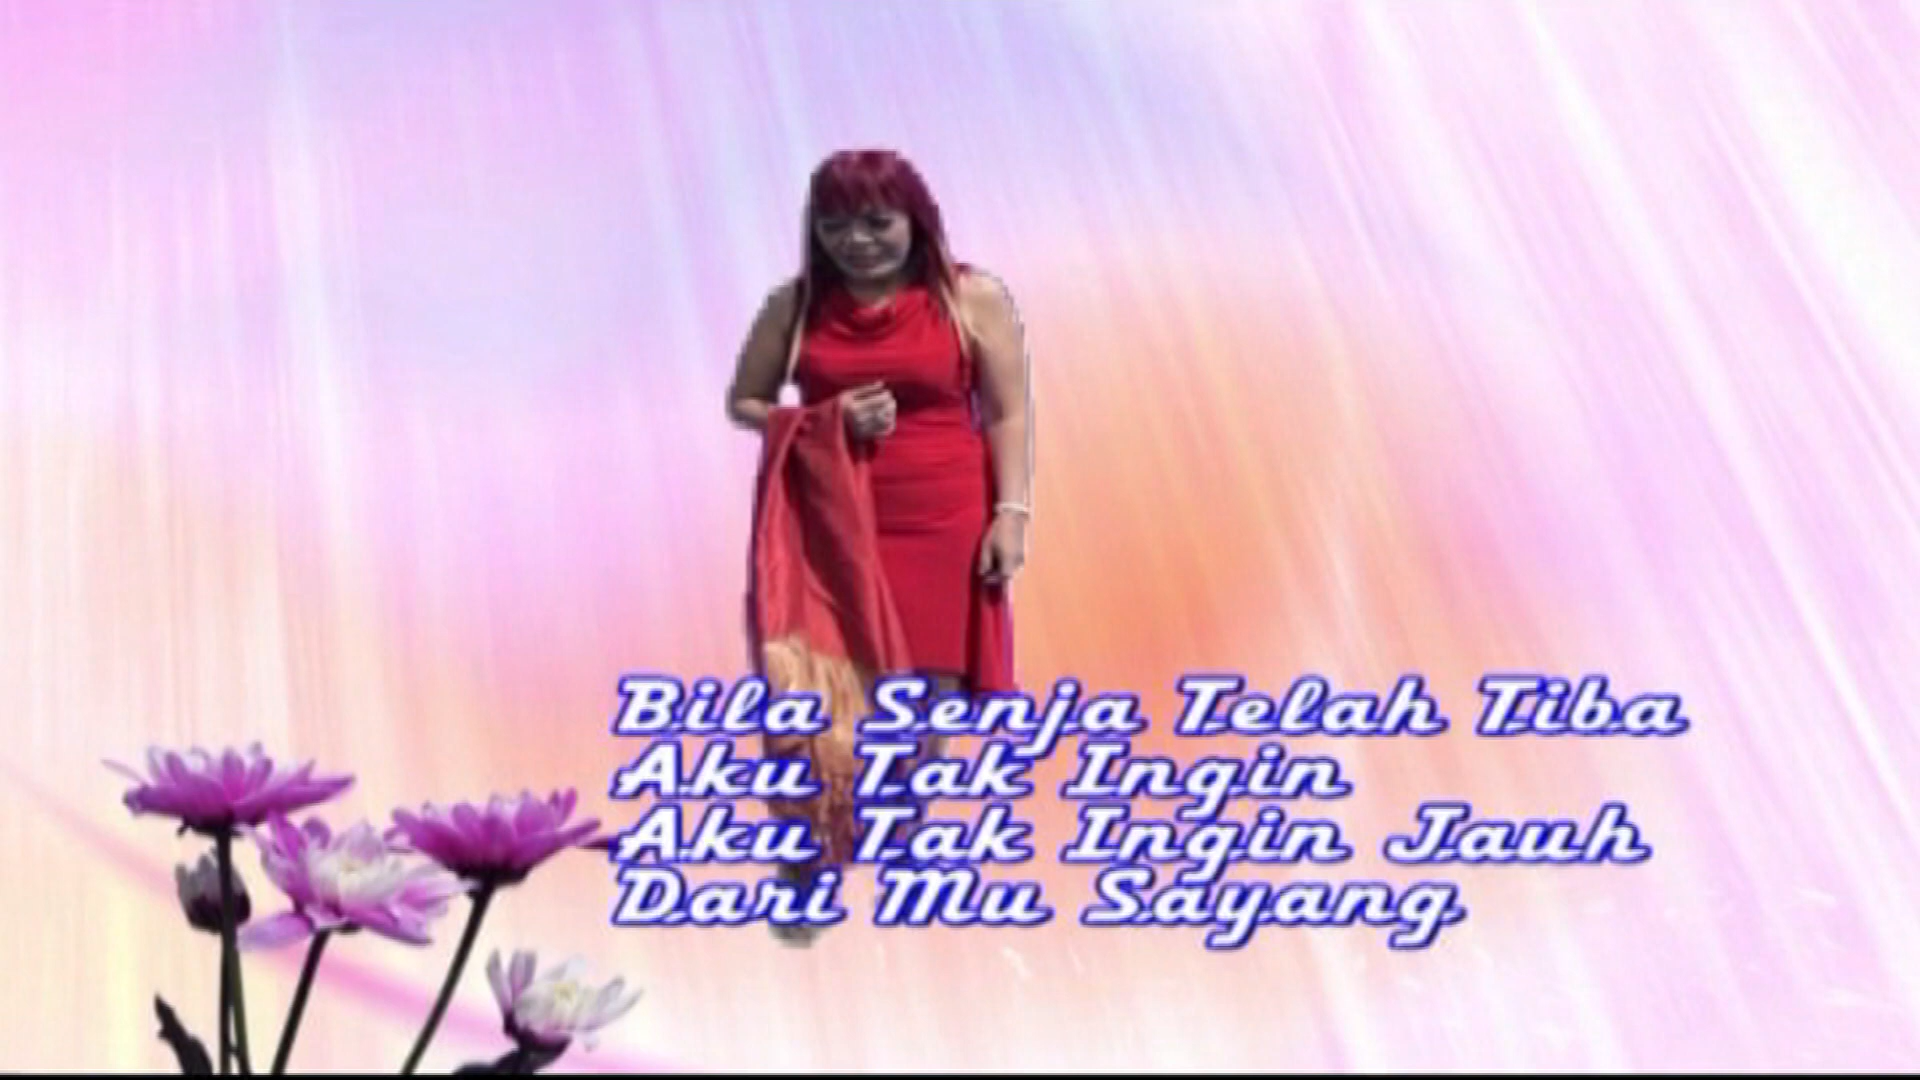 Bila Senja Telah Tiba
Aku Tak Ingin
Aku Tak Ingin Jauh
Dari Mu Sayang